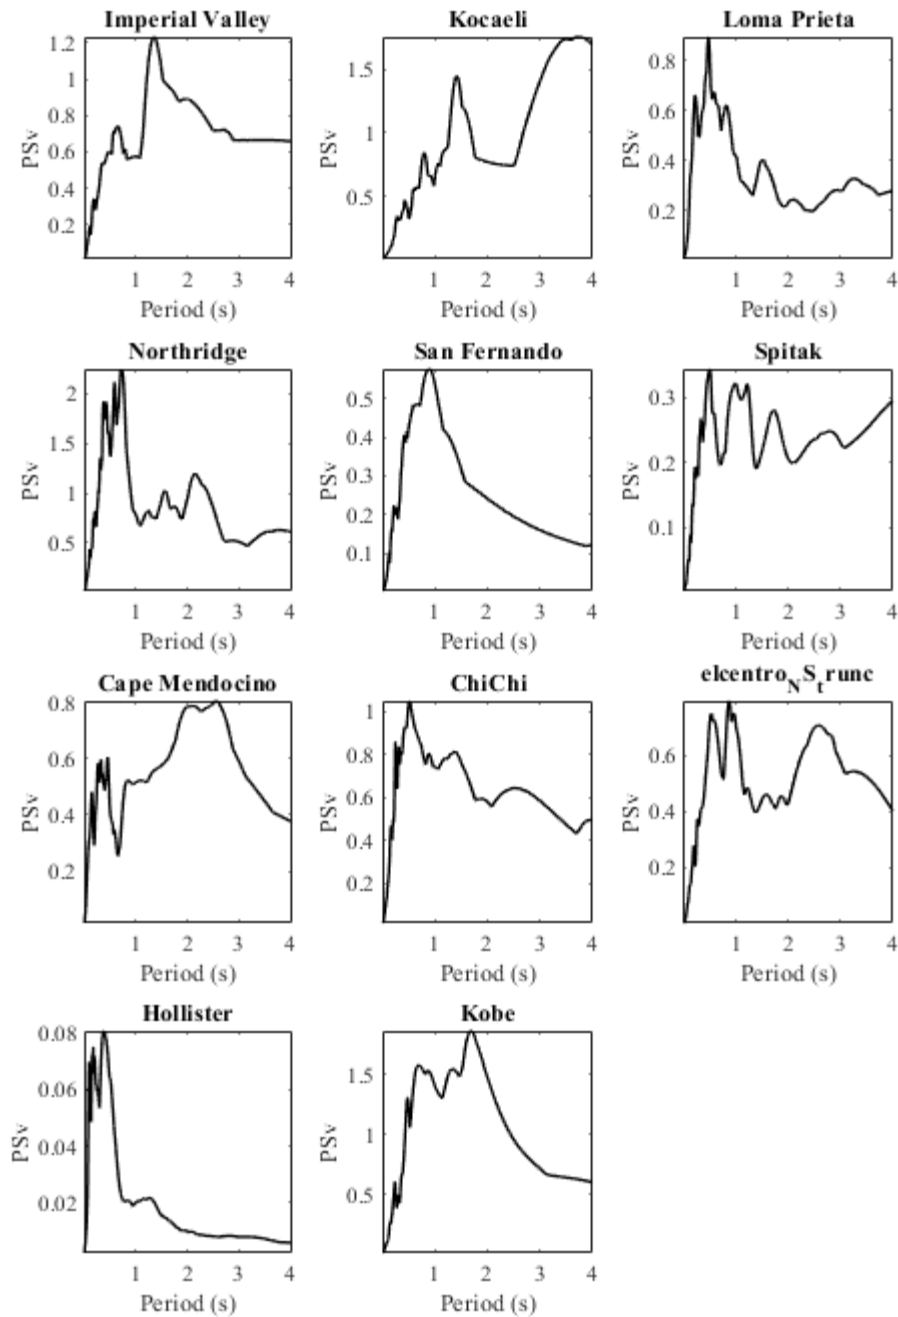 Imperial Valley
Kocaeli
Loma Prieta
PSv
1.2
1
0.8
0.6
0.4
0.2
1 2 3 4
Period (s)
PSv
1.5
1
0.5
1 2 3 4
Period (s)
PSv
0.8
0.6
0.4
0.2
0 1 2 3 4
Period (s)
Northridge
San Fernando
Spitak
PSv
2
1.5
1
0.5
1 2 3 4
Period (s)
PSv
0.5
0.4
0.3
0.2
0.1
1 2 3 4
Period (s)
PSv
0.3
0.2
0.1
1 2 3 4
Period (s)
Cape Mendocino
ChiChi
elcentroNStrunc
PSv
0.8
0.6
0.4
0.2
1 2 3 4
Period (s)
PSv
1
0.8
0.6
0.4
0.2
1 2 3 4
Period (s)
PSv
0.6
0.4
0.2
1 2 3 4
Period (s)
Hollister
Kobe
PSv
0.08
0.06
0.04
0.02
1 2 3 4
Period (s)
PSv
1.5
1
0.5
1 2 3 4
Period (s)